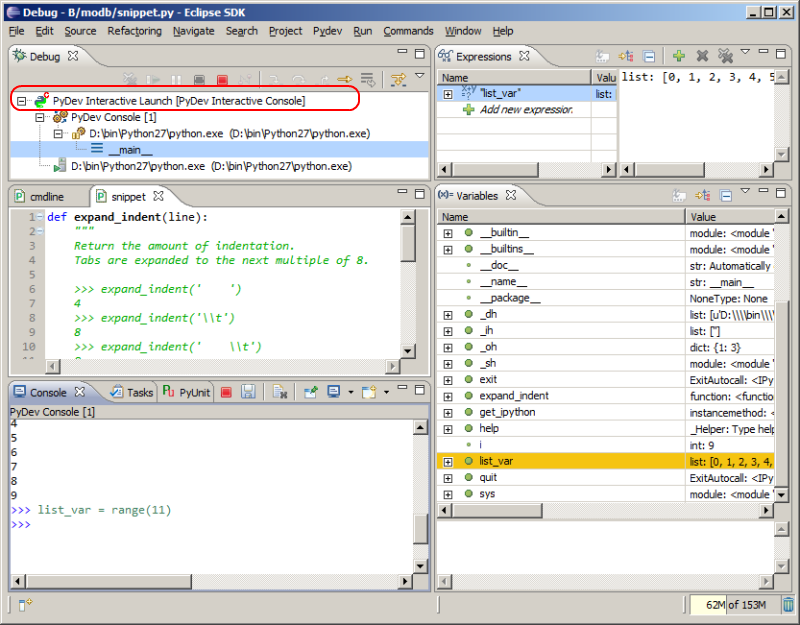 Debug - B/modb/snippet.py - Eclipse SDK
File Edit Source Refactoring Navigate Search Project Pydev Run Commands Window Help
Debug
PyDev Interactive Launch [PyDev Interactive Console]
PyDev Console [1]
D:\bin\Python27\python.exe (D:\bin\Python27\python.exe)
__main__
D:\bin\Python27\python.exe (D:\bin\Python27\python.exe)
Expressions
Name Valu
"list_var" list:
Add new expression.
list: [0, 1, 2, 3, 4, 5
cmdline snippet
1 def expand_indent(line):
2 """
3 Return the amount of indentation.
4 Tabs are expanded to the next multiple of 8.
5
6 >>> expand_indent('    ')
7 4
8 >>> expand_indent('\\t')
9 8
10 >>> expand_indent('    \\t')
Variables
Name Value
__builtin__ module: <module '
__builtins__ module: <module '
__doc__ str: Automatically
__name__ str: __main__
__package__ NoneType: None
_dh list: [u'D:\\\\bin\\\\
_ih list: ['']
_oh dict: {1: 3}
_sh module: <module '
exit ExitAutocall: <IPy
expand_indent function: <functio
get_ipython instancemethod: <
help _Helper: Type help
i int: 9
list_var list: [0, 1, 2, 3, 4,
quit ExitAutocall: <IPy
sys module: <module '
Console Tasks PyUnit
PyDev Console [1]
4
5
6
7
8
9
>>> list_var = range(11)
>>>
62M of 153M